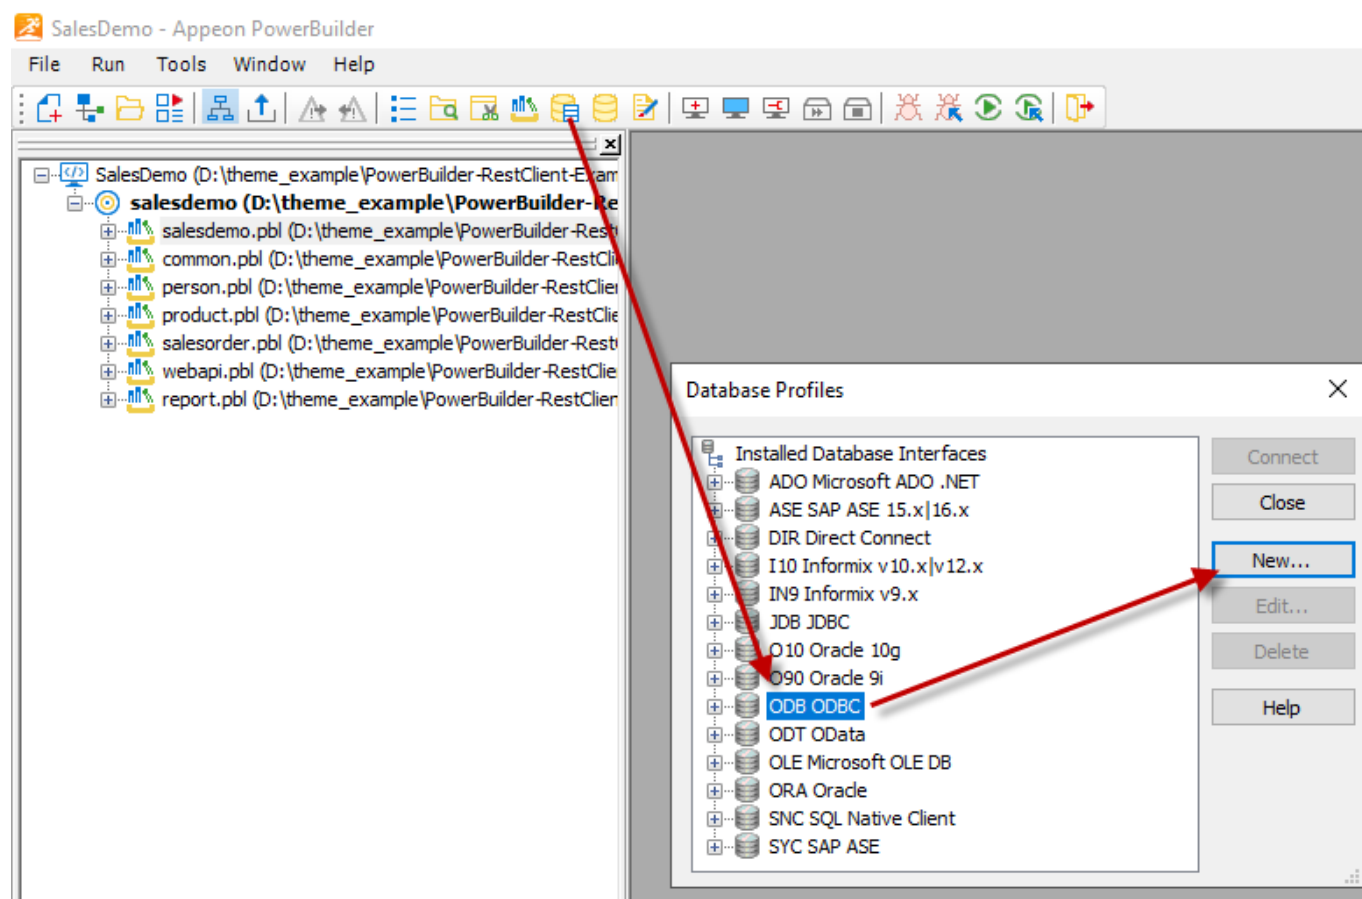 SalesDemo - Appeon PowerBuilder
File Run Tools Window Help
SalesDemo (D:\theme_example\PowerBuilder-RestClient-Exam
salesdemo (D:\theme_example\PowerBuilder-Re
salesdemo.pbl (D:\theme_example\PowerBuilder-Rest
common.pbl (D:\theme_example\PowerBuilder-RestCli
person.pbl (D:\theme_example\PowerBuilder-RestClie
product.pbl (D:\theme_example\PowerBuilder-RestClie
salesorder.pbl (D:\theme_example\PowerBuilder-Rest
webapi.pbl (D:\theme_example\PowerBuilder-RestClie
report.pbl (D:\theme_example\PowerBuilder-RestClien
Database Profiles
Installed Database Interfaces
ADO Microsoft ADO .NET
ASE SAP ASE 15.x|16.x
DIR Direct Connect
I10 Informix v10.x|v12.x
IN9 Informix v9.x
JDB JDBC
O10 Oracle 10g
O90 Oracle 9i
ODB ODBC
ODT OData
OLE Microsoft OLE DB
ORA Oracle
SNC SQL Native Client
SYC SAP ASE
Connect
Close
New...
Edit...
Delete
Help